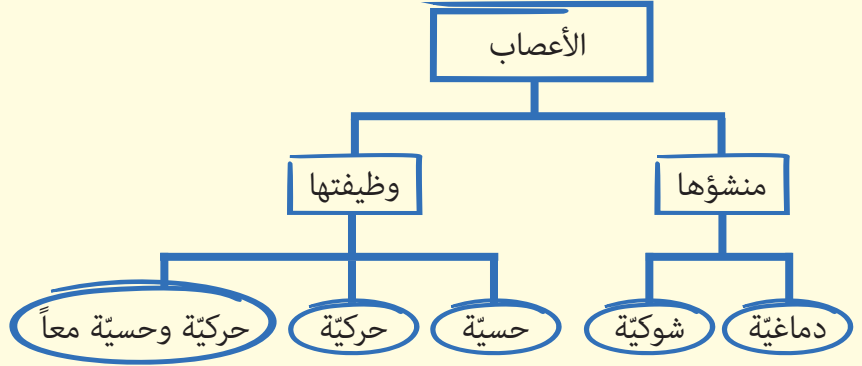 الأعصاب
منشؤها
وظيفتها
دماغيّة
شوكيّة
حسيّة
حركيّة
حركيّة وحسيّة معاً